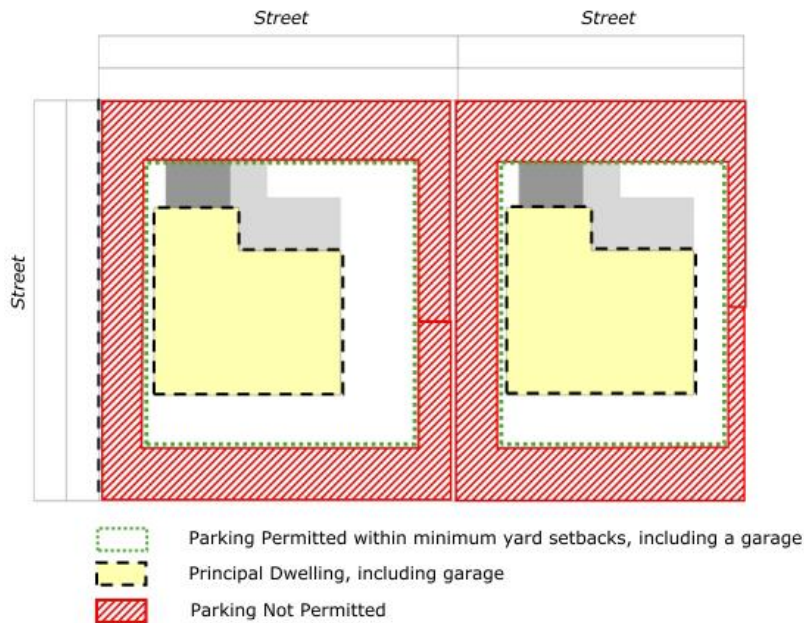 Street
Street
Street
Parking Permitted within minimum yard setbacks, including a garage
Principal Dwelling, including garage
Parking Not Permitted